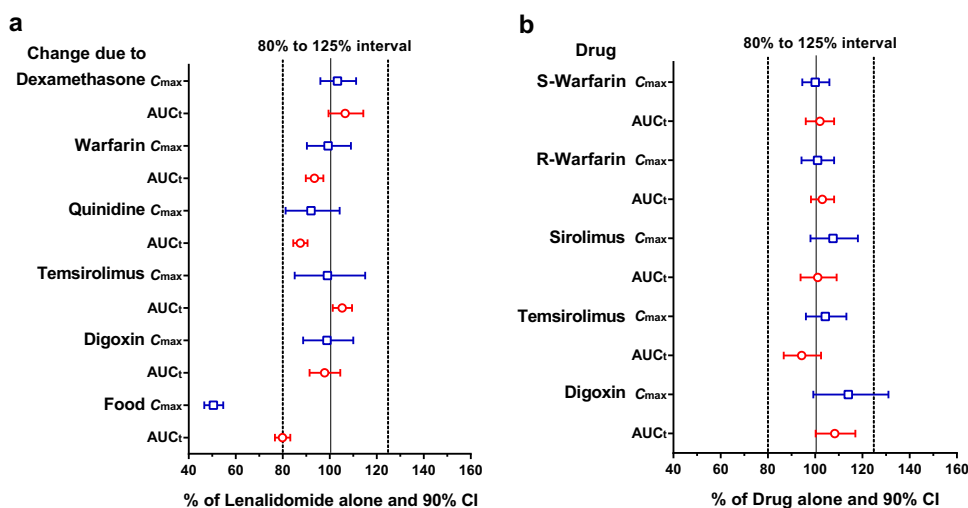 a
Change due to
80% to 125% interval
Dexamethasone Cmax
AUCt
Warfarin Cmax
AUCt
Quinidine Cmax
AUCt
Temsirolimus Cmax
AUCt
Digoxin Cmax
AUCt
Food Cmax
AUCt
40 60 80 100 120 140 160
% of Lenalidomide alone and 90% CI
b
Drug
80% to 125% interval
S-Warfarin Cmax
AUCt
R-Warfarin Cmax
AUCt
Sirolimus Cmax
AUCt
Temsirolimus Cmax
AUCt
Digoxin Cmax
AUCt
40 60 80 100 120 140 160
% of Drug alone and 90% CI